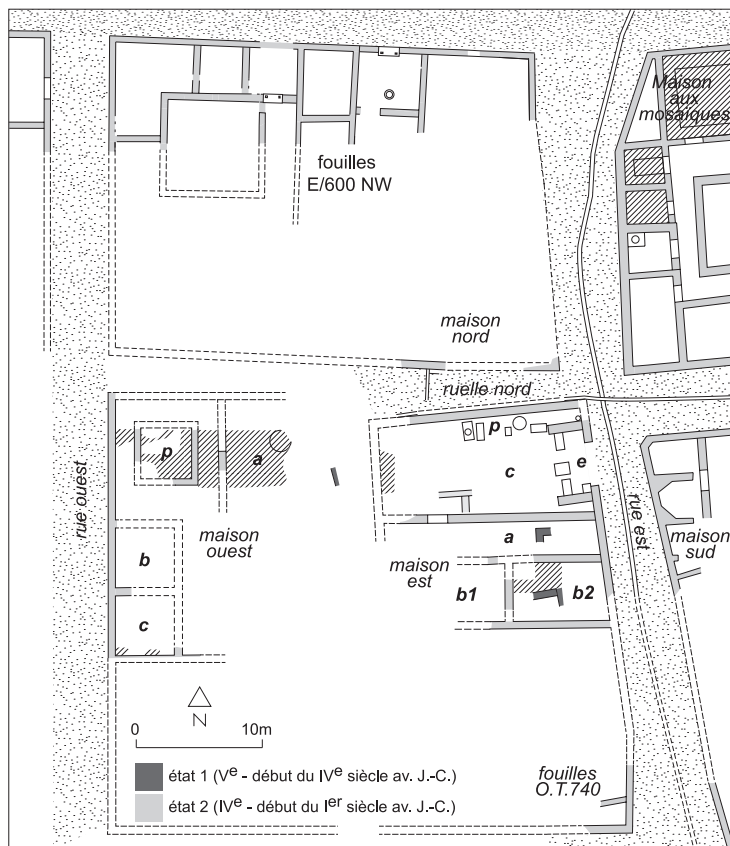 Maison
aux
mosaïques
fouilles
E/600 NW
maison
nord
ruelle nord
p
p
a
c
e
rue ouest
maison
ouest
a
rue est
maison
sud
b
maison
est
b1
b2
c
N
0 10m
état 1 (Ve - début du IVe siècle av. J.-C.)
état 2 (IVe - début du Ier siècle av. J.-C.)
fouilles
O.T.740